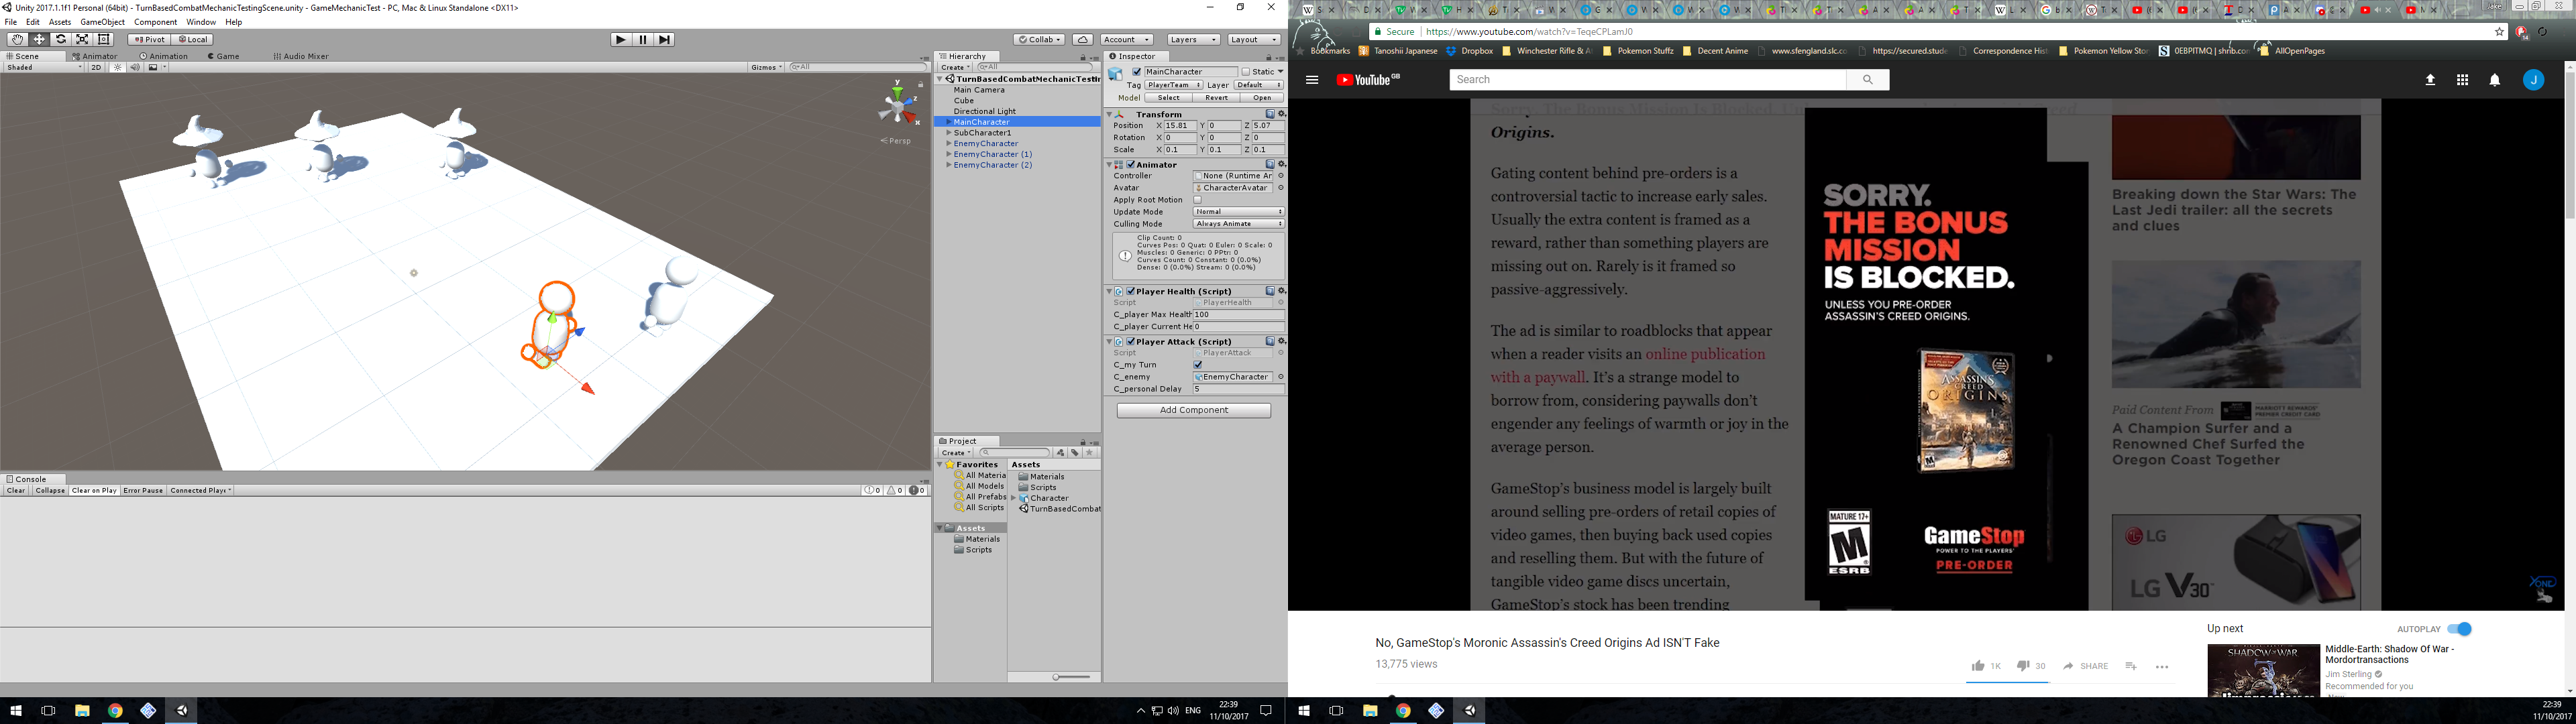 Unity 2017.1.1f1 Personal (64bit) - TurnBasedCombatMechanicTestingScene.unity - GameMechanicTest - PC, Mac & Linux Standalone <DX11>
File Edit Assets GameObject Component Window Help
Pivot Local
Collab Account Layers Layout
Scene Animator Animation Game Audio Mixer
Shaded 2D Gizmos All
y
z
x
Persp
Hierarchy
Create All
TurnBasedCombatMechanicTestin
Main Camera
Cube
Directional Light
MainCharacter
SubCharacter1
EnemyCharacter
EnemyCharacter (1)
EnemyCharacter (2)
Inspector
MainCharacter Static
Tag PlayerTeam Layer Default
Model Select Revert Open
Transform
Position X 15.81 Y 0 Z 5.07
Rotation X 0 Y 0 Z 0
Scale X 0.1 Y 0.1 Z 0.1
Animator
Controller None (Runtime Ar
Avatar CharacterAvatar
Apply Root Motion
Update Mode Normal
Culling Mode Always Animate
Clip Count: 0
Curves Pos: 0 Quat: 0 Euler: 0 Scale: 0
Muscles: 0 Generic: 0 PPtr: 0
Curves Count: 0 Constant: 0 (0.0%)
Dense: 0 (0.0%) Stream: 0 (0.0%)
Player Health (Script)
Script PlayerHealth
C_player Max Health 100
C_player Current He 0
Player Attack (Script)
Script PlayerAttack
C_my Turn
C_enemy EnemyCharacter
C_personal Delay 5
Add Component
Project
Create
Favorites
All Materia
All Models
All Prefabs
All Scripts
Assets
Materials
Scripts
Assets
Materials
Scripts
Character
TurnBasedCombat
Console
Clear Collapse Clear on Play Error Pause Connected Playe 0 0 0
ENG
22:39
11/10/2017
Jake
Secure https://www.youtube.com/watch?v=TeqeCPLamJ0
Bookmarks Tanoshii Japanese Dropbox Winchester Rifle & A Pokemon Stuffz Decent Anime www.sfengland.slc.co https://secured.stude Correspondence Hist Pokemon Yellow Stor 0EBPITMQ | shrib.com AllOpenPages
YouTube GB
Search
J
Sorry. The Bonus Mission Is Blocked.
Origins.
Gating content behind pre-orders is a
controversial tactic to increase early sales.
Usually the extra content is framed as a
reward, rather than something players are
missing out on. Rarely is it framed so
passive-aggressively.
The ad is similar to roadblocks that appear
when a reader visits an online publication
with a paywall. It's a strange model to
borrow from, considering paywalls don't
engender any feelings of warmth or joy in the
average person.
GameStop's business model is largely built
around selling pre-orders of retail copies of
video games, then buying back used copies
and reselling them. But with the future of
tangible video game discs uncertain,
GameStop's stock has been trending
SORRY.
THE BONUS
MISSION
IS BLOCKED.
UNLESS YOU PRE-ORDER
ASSASSIN'S CREED ORIGINS.
ASSASSIN'S
CREED
ORIGINS
MATURE 17+
M
ESRB
GameStop
POWER TO THE PLAYERS
PRE-ORDER
Breaking down the Star Wars: The
Last Jedi trailer: all the secrets
and clues
Paid Content From MARRIOTT REWARDS
PREMIER CREDIT CARD
A Champion Surfer and a
Renowned Chef Surfed the
Oregon Coast Together
LG
LG V30
No, GameStop's Moronic Assassin's Creed Origins Ad ISN'T Fake
13,775 views
1K 30 SHARE
Up next AUTOPLAY
SHADOW OF WAR
Middle-Earth: Shadow Of War -
Mordortransactions
Jim Sterling
Recommended for you
New
22:39
11/10/2017